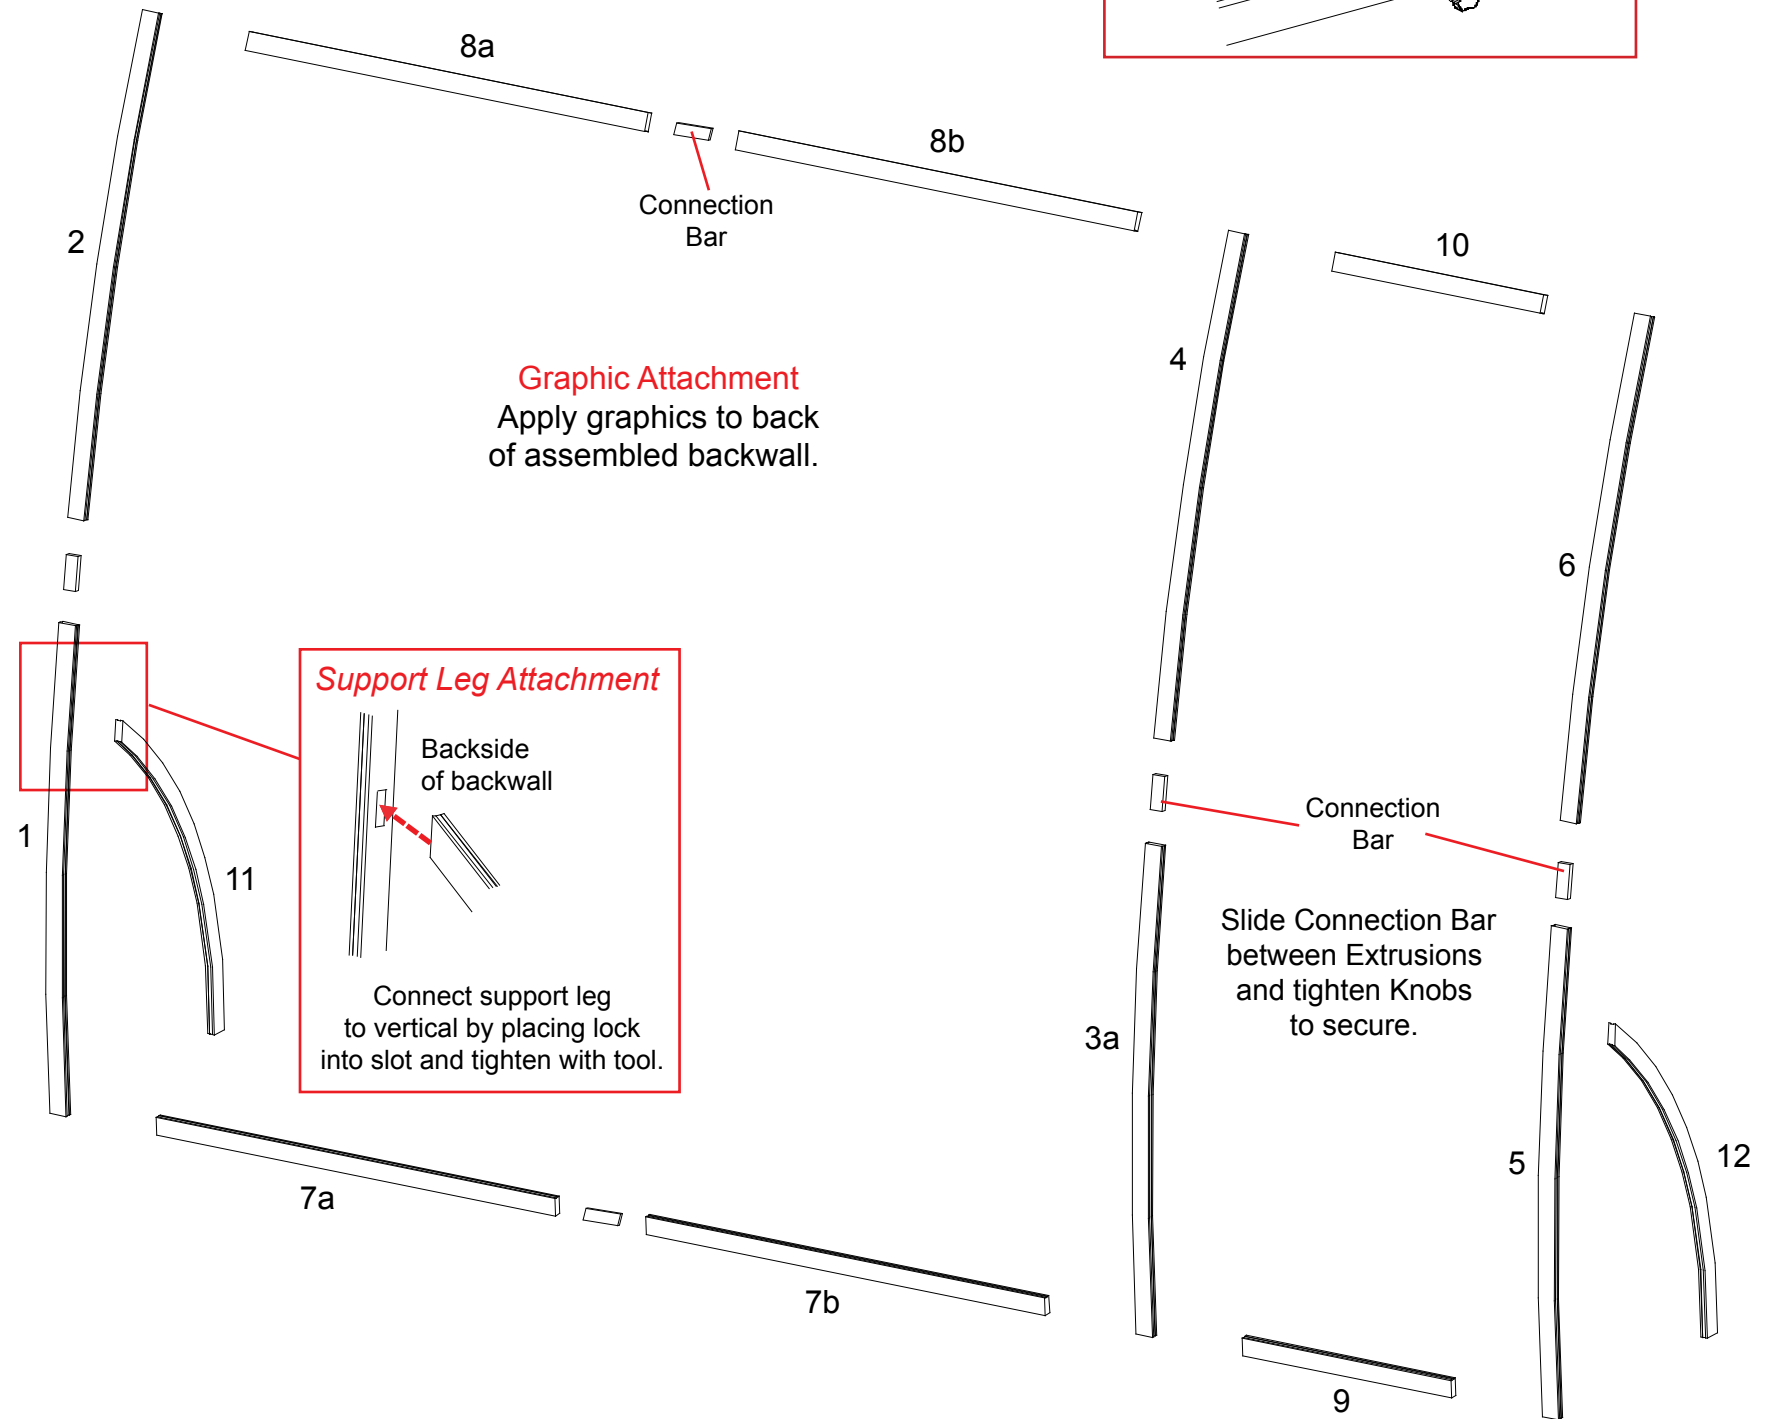 8a
8b
Connection
Bar
2
10
4
Graphic Attachment
Apply graphics to back
of assembled backwall.
6
Support Leg Attachment
Backside
of backwall
Connection
Bar
1
11
Slide Connection Bar
between Extrusions
and tighten Knobs
to secure.
Connect support leg
to vertical by placing lock
into slot and tighten with tool.
3a
5
12
7a
7b
9